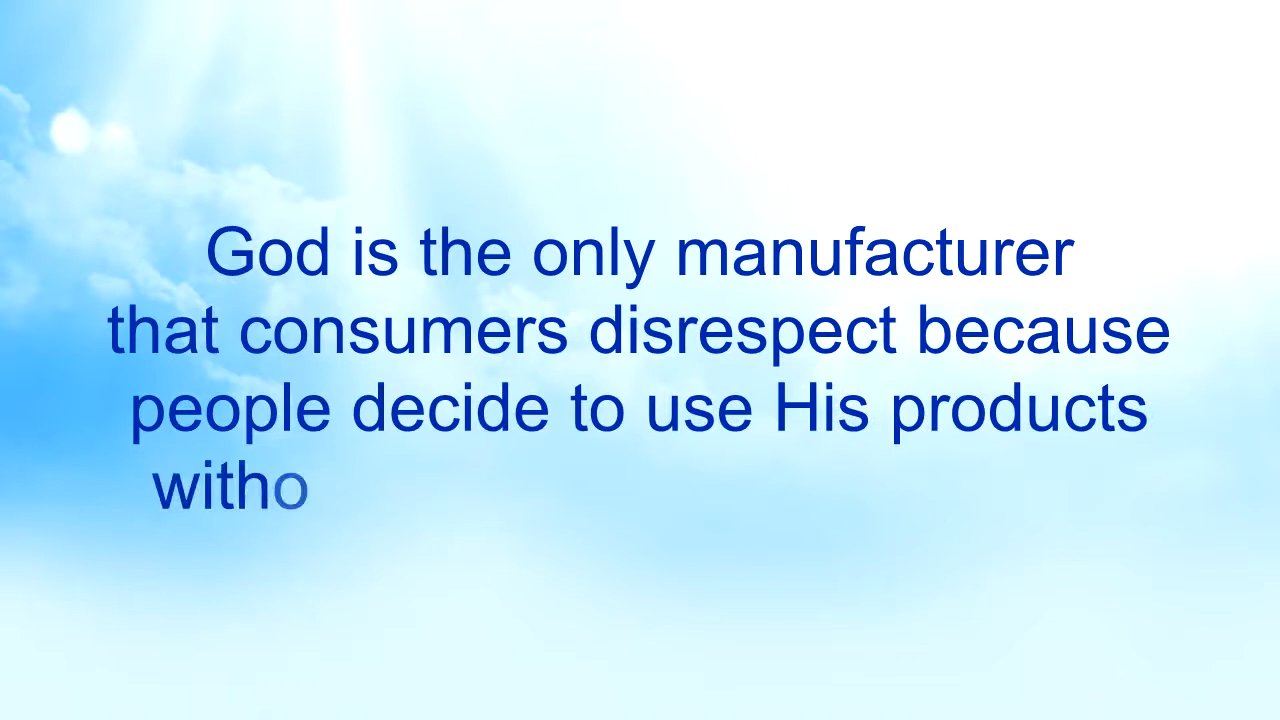 God is the only manufacturer
that consumers disrespect because
people decide to use His products
witho